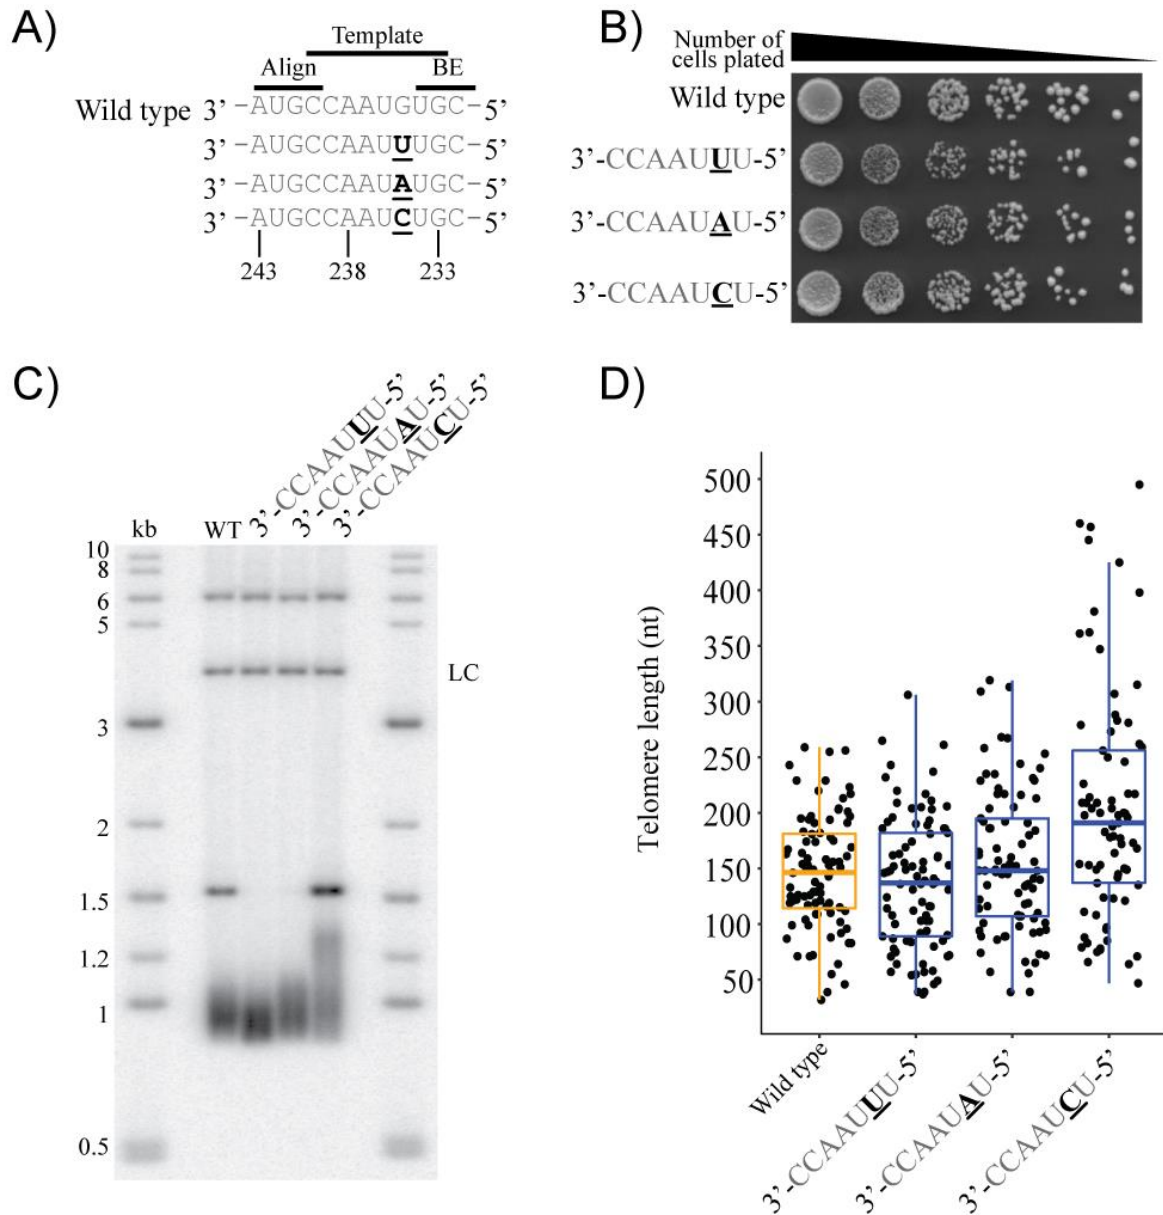 A)
Template
Align BE
Wild type 3’ -AUGCCAAUGUGC- 5’
3’ -AUGCCAAUUUGC- 5’
3’ -AUGCCAAUAUGC- 5’
3’ -AUGCCAAUCUGC- 5’
243 238 233
B)
Number of
cells plated
Wild type
3’-CCAAUUU-5’
3’-CCAAUAU-5’
3’-CCAAUCU-5’
C)
kb WT 3’-CCAAUUU-5’ 3’-CCAAUAU-5’ 3’-CCAAUCU-5’
10
8
6
5
LC
3
2
1.5
1.2
1
0.5
D)
Telomere length (nt)
500
450
400
350
300
250
200
150
100
50
Wild type 3’-CCAAUUU-5’ 3’-CCAAUAU-5’ 3’-CCAAUCU-5’